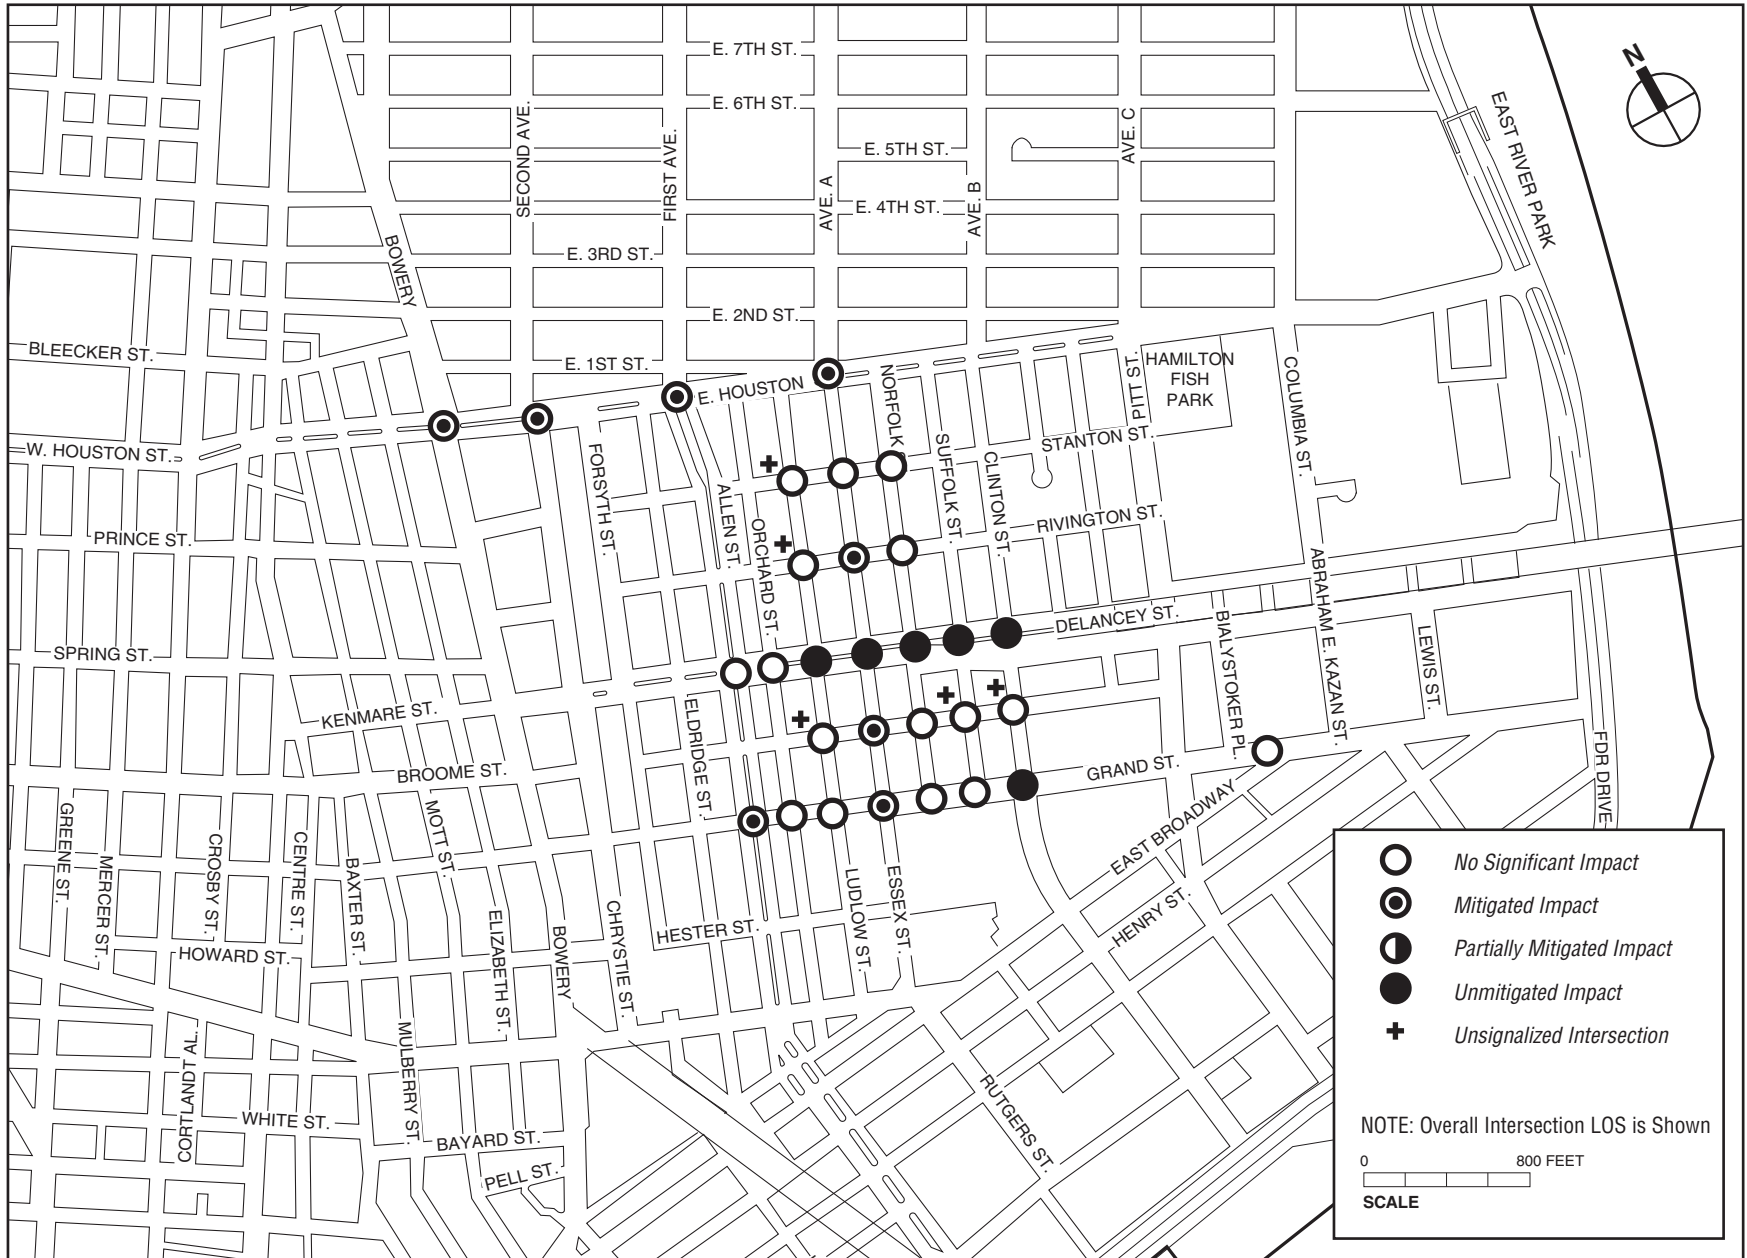 E. 7TH ST.
E. 6TH ST.
E. 5TH ST.
E. 4TH ST.
E. 3RD ST.
E. 2ND ST.
E. 1ST ST.
SECOND AVE.
FIRST AVE.
AVE. A
AVE. B
AVE. C
N
EAST RIVER PARK
BOWERY
BLEECKER ST.
W. HOUSTON ST.
E. HOUSTON
NORFOLK
PITT ST.
HAMILTON
FISH
PARK
COLUMBIA ST.
STANTON ST.
SUFFOLK ST.
CLINTON ST.
FORSYTH ST.
ALLEN ST.
ORCHARD ST.
RIVINGTON ST.
PRINCE ST.
SPRING ST.
DELANCEY ST.
BIALYSTOKER PL.
ABRAHAM E. KAZAN ST.
LEWIS ST.
KENMARE ST.
ELDRIDGE ST.
BROOME ST.
GRAND ST.
FDR DRIVE
EAST BROADWAY
HENRY ST.
GREENE ST.
MERCER ST.
CROSBY ST.
CENTRE ST.
BAXTER ST.
MOTT ST.
ELIZABETH ST.
BOWERY
CHRYSTIE ST.
HESTER ST.
LUDLOW ST.
ESSEX ST.
HOWARD ST.
CORTLANDT AL.
MULBERRY ST.
WHITE ST.
BAYARD ST.
PELL ST.
RUTGERS ST.
No Significant Impact
Mitigated Impact
Partially Mitigated Impact
Unmitigated Impact
Unsignalized Intersection
NOTE: Overall Intersection LOS is Shown
0 800 FEET
SCALE